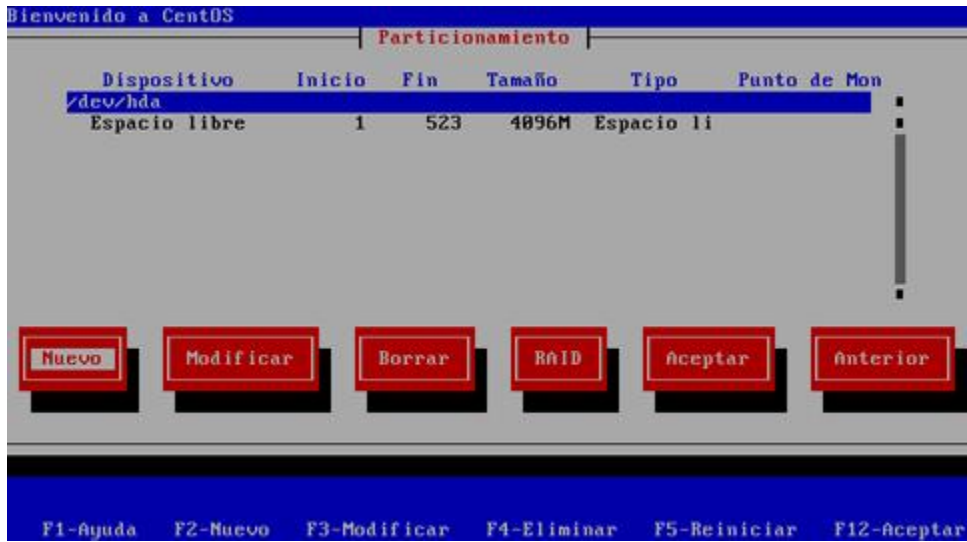 Bienvenido a CentOS
Particionamiento
Dispositivo Inicio Fin Tamaño Tipo Punto de Mon
/dev/hda
Espacio libre 1 523 4096M Espacio li
Nuevo Modificar Borrar RAID Aceptar Anterior
F1-Ayuda F2-Nuevo F3-Modificar F4-Eliminar F5-Reiniciar F12-Aceptar